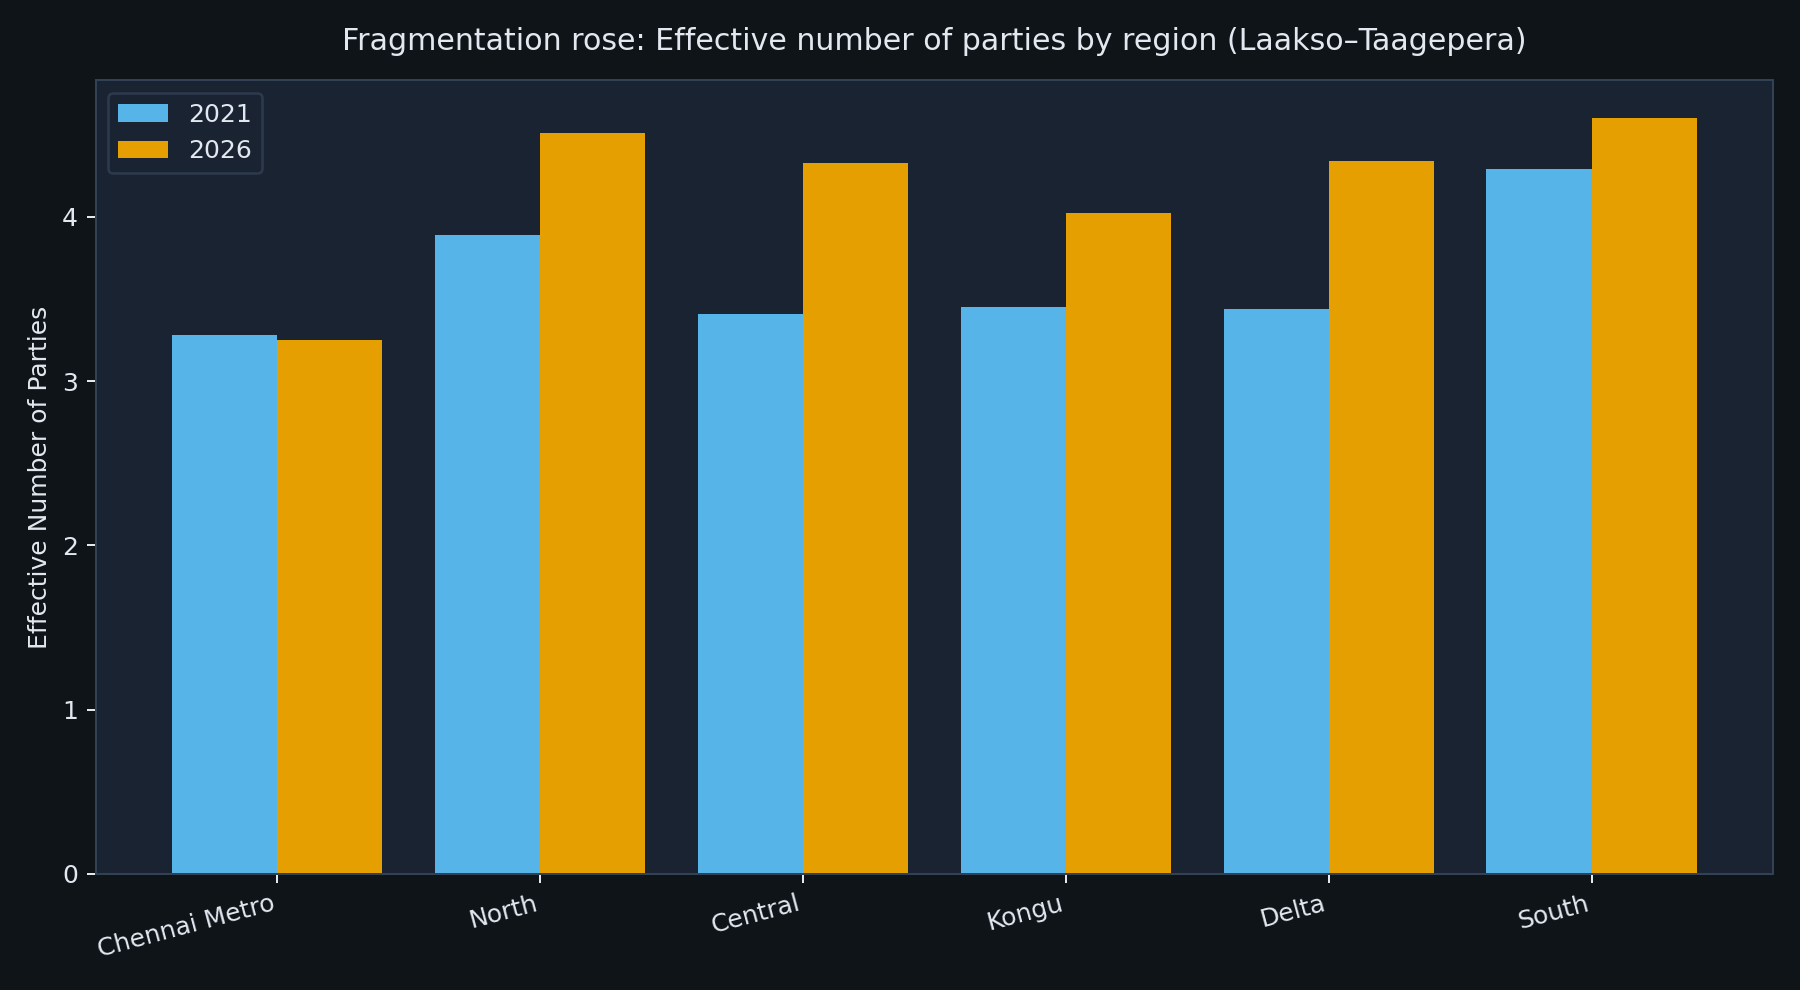 Fragmentation rose: Effective number of parties by region (Laakso–Taagepera)
2021
2026
Effective Number of Parties
4
3
2
1
0
Chennai Metro
North
Central
Kongu
Delta
South